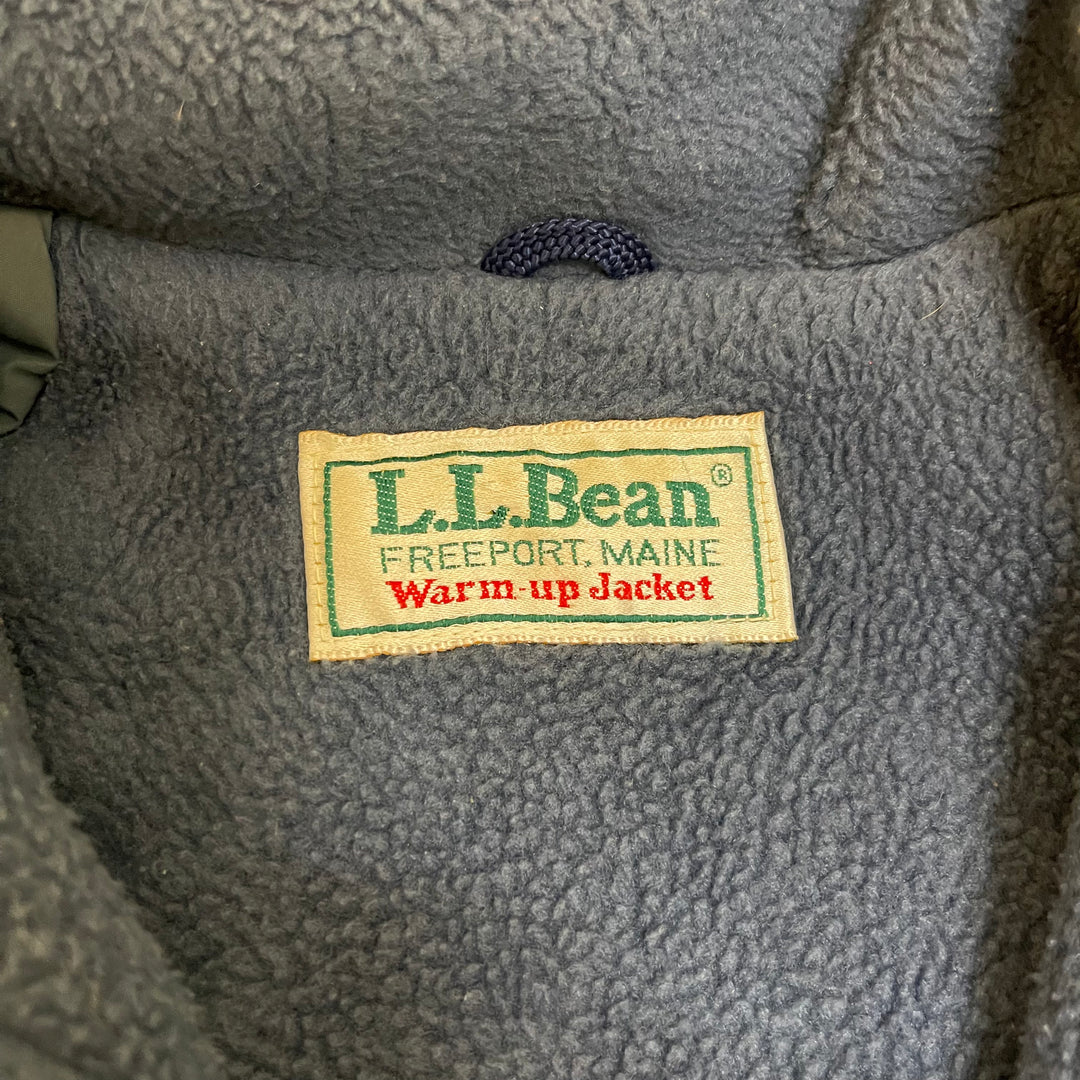 L.L.Bean®
FREEPORT, MAINE
Warm-up Jacket